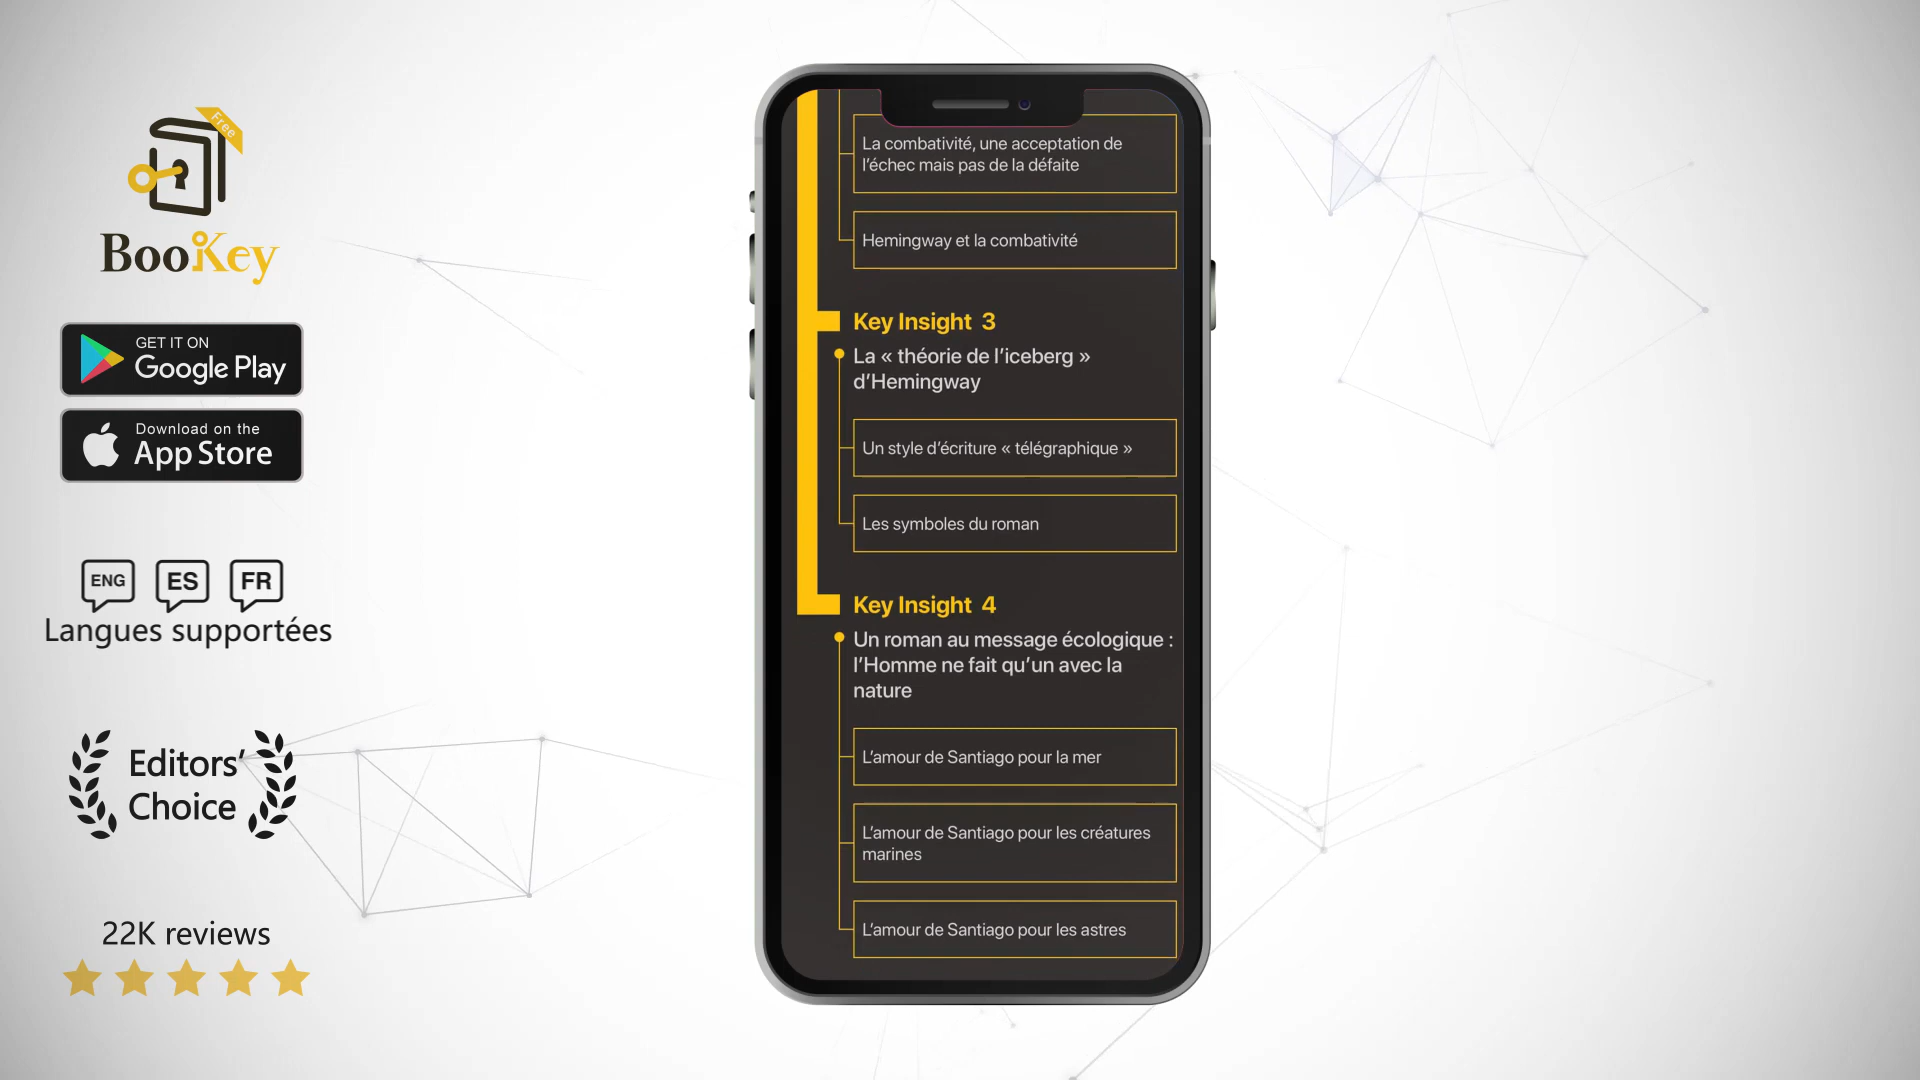 Free
BooKey
GET IT ON
Google Play
Download on the
App Store
ENG
ES
FR
Langues supportées
Editors'
Choice
22K reviews
La combativité, une acceptation de
l'échec mais pas de la défaite
Hemingway et la combativité
Key Insight 3
La « théorie de l'iceberg »
d'Hemingway
Un style d'écriture « télégraphique »
Les symboles du roman
Key Insight 4
Un roman au message écologique :
l'Homme ne fait qu'un avec la
nature
L'amour de Santiago pour la mer
L'amour de Santiago pour les créatures
marines
L'amour de Santiago pour les astres